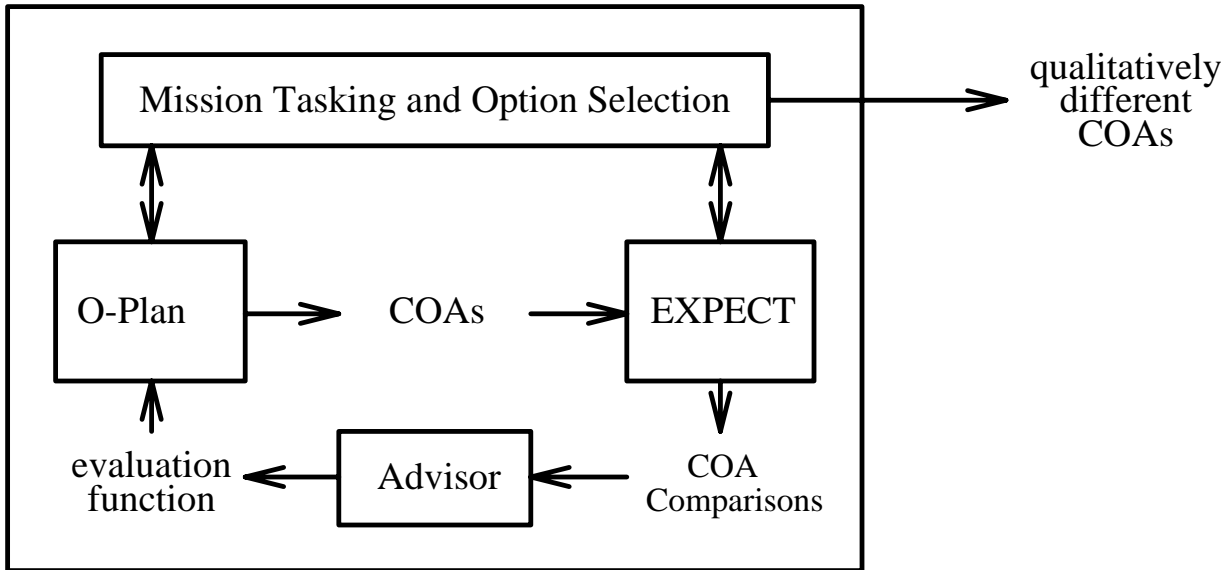 Mission Tasking and Option Selection
qualitatively
different
COAs
O-Plan
COAs
EXPECT
evaluation
function
Advisor
COA
Comparisons